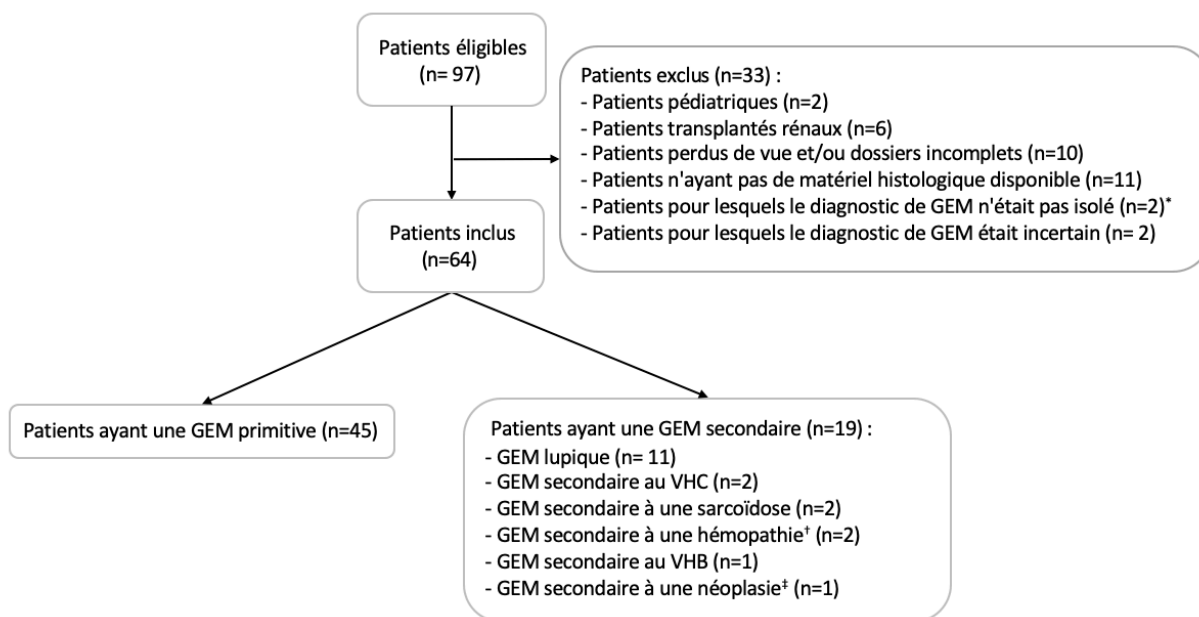 Patients éligibles
(n= 97)
Patients exclus (n=33) :
- Patients pédiatriques (n=2)
- Patients transplantés rénaux (n=6)
- Patients perdus de vue et/ou dossiers incomplets (n=10)
- Patients n'ayant pas de matériel histologique disponible (n=11)
- Patients pour lesquels le diagnostic de GEM n'était pas isolé (n=2)*
- Patients pour lesquels le diagnostic de GEM était incertain (n= 2)
Patients inclus
(n=64)
Patients ayant une GEM primitive (n=45)
Patients ayant une GEM secondaire (n=19) :
- GEM lupique (n= 11)
- GEM secondaire au VHC (n=2)
- GEM secondaire à une sarcoïdose (n=2)
- GEM secondaire à une hémopathie† (n=2)
- GEM secondaire au VHB (n=1)
- GEM secondaire à une néoplasie‡ (n=1)